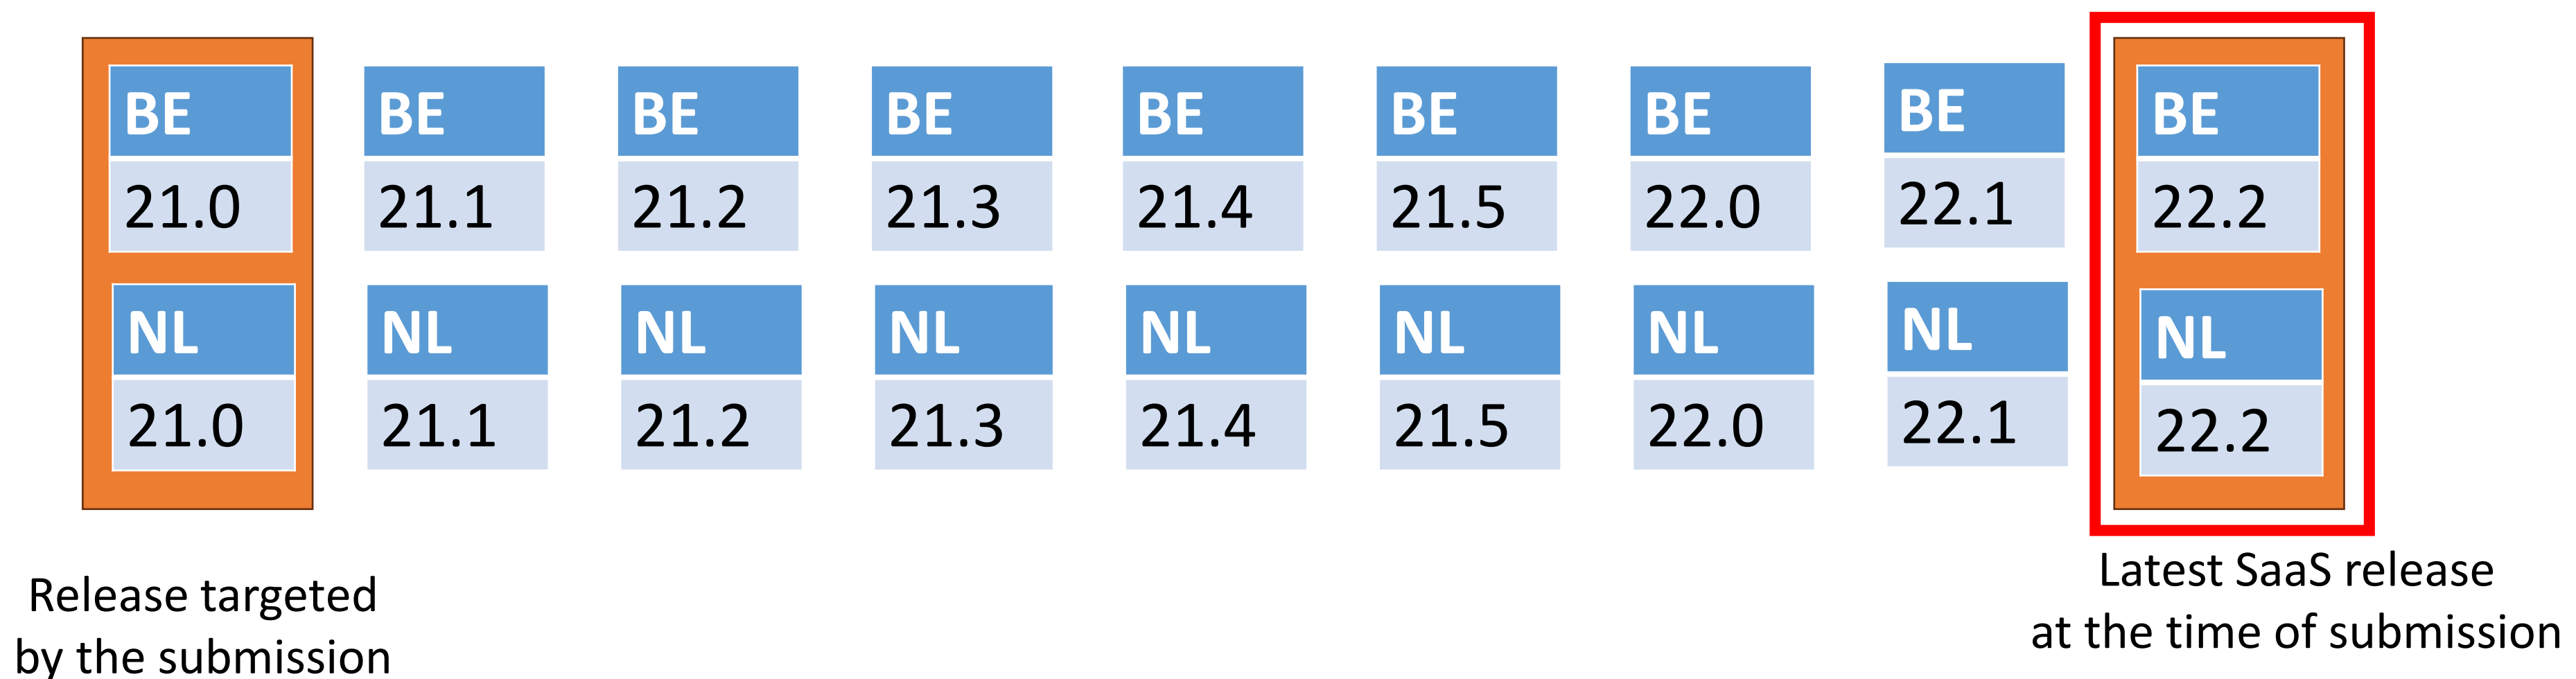 BE BE BE BE BE BE BE BE BE
21.0 21.1 21.2 21.3 21.4 21.5 22.0 22.1 22.2
NL NL NL NL NL NL NL NL NL
21.0 21.1 21.2 21.3 21.4 21.5 22.0 22.1 22.2
Release targeted
by the submission
Latest SaaS release
at the time of submission